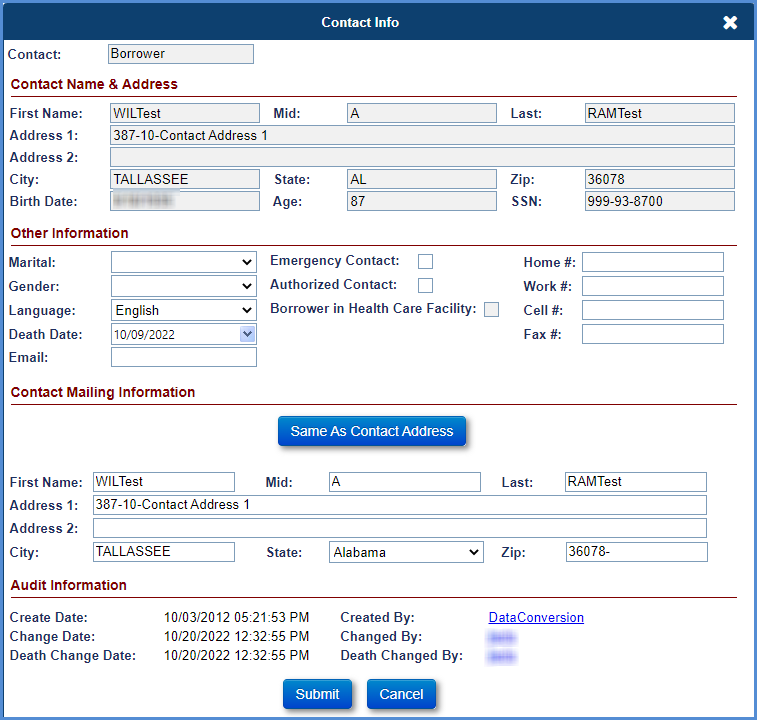 Contact Info
Contact: Borrower
Contact Name & Address
First Name: WILTest Mid: A Last: RAMTest
Address 1: 387-10-Contact Address 1
Address 2:
City: TALLASSEE State: AL Zip: 36078
Birth Date: Age: 87 SSN: 999-93-8700
Other Information
Marital: Emergency Contact: Home #:
Gender: Authorized Contact: Work #:
Language: English Borrower in Health Care Facility: Cell #:
Death Date: 10/09/2022 Fax #:
Email:
Contact Mailing Information
Same As Contact Address
First Name: WILTest Mid: A Last: RAMTest
Address 1: 387-10-Contact Address 1
Address 2:
City: TALLASSEE State: Alabama Zip: 36078-
Audit Information
Create Date: 10/03/2012 05:21:53 PM Created By: DataConversion
Change Date: 10/20/2022 12:32:55 PM Changed By:
Death Change Date: 10/20/2022 12:32:55 PM Death Changed By:
Submit Cancel